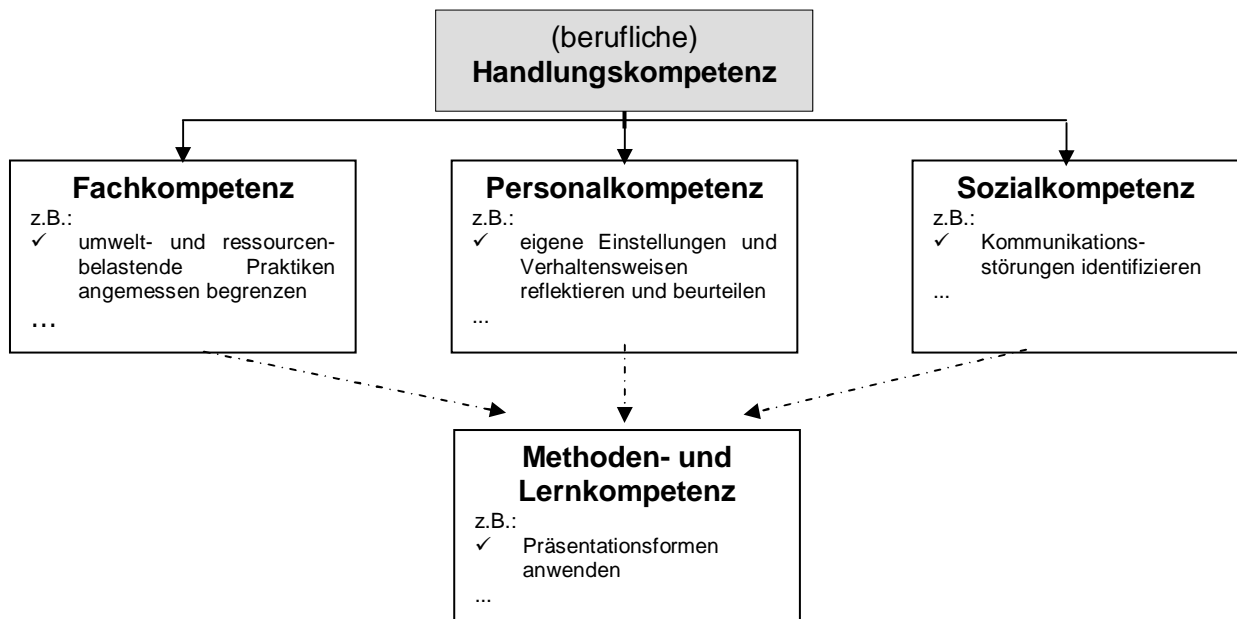 (berufliche)
Handlungskompetenz
Fachkompetenz
z.B.:
✓ umwelt- und ressourcen-
belastende Praktiken
angemessen begrenzen
...
Personalkompetenz
z.B.:
✓ eigene Einstellungen und
Verhaltensweisen
reflektieren und beurteilen
...
Sozialkompetenz
z.B.:
✓ Kommunikations-
störungen identifizieren
...
Methoden- und
Lernkompetenz
z.B.:
✓ Präsentationsformen
anwenden
...